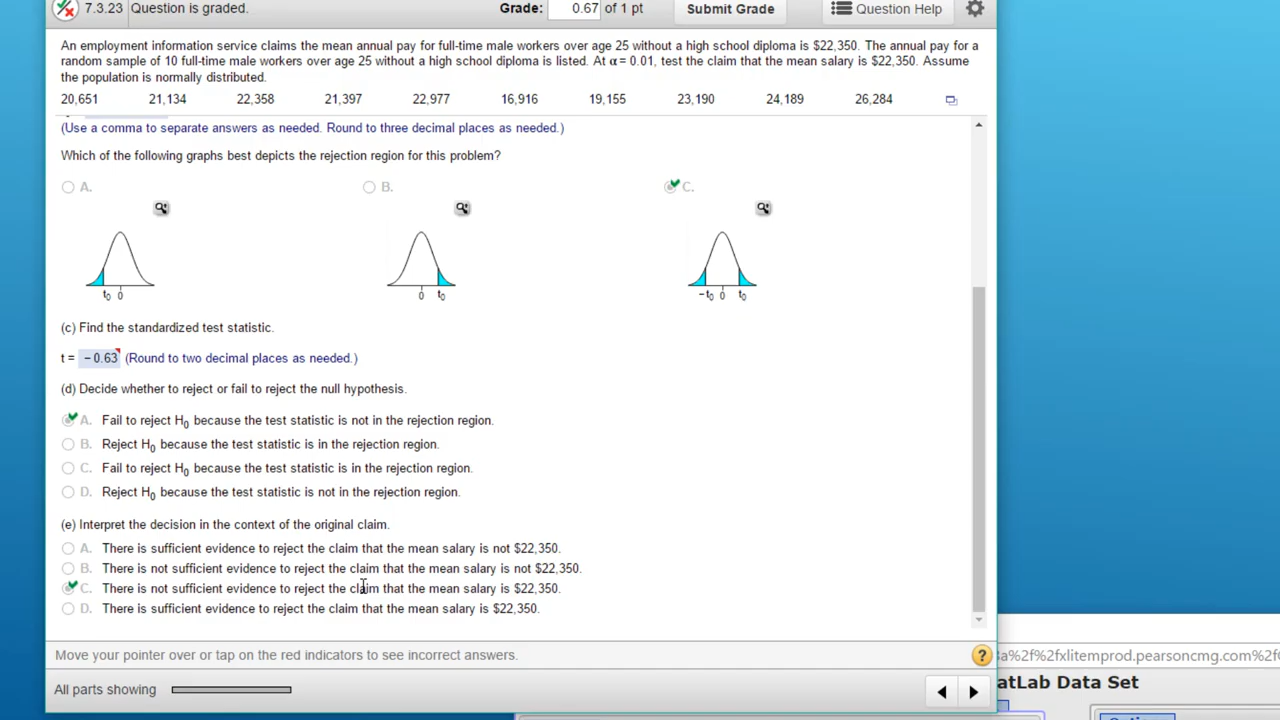 7.3.23 Question is graded. Grade: 0.67 of 1 pt Submit Grade Question Help
An employment information service claims the mean annual pay for full-time male workers over age 25 without a high school diploma is $22,350. The annual pay for a
random sample of 10 full-time male workers over age 25 without a high school diploma is listed. At α = 0.01, test the claim that the mean salary is $22,350. Assume
the population is normally distributed.
20,651 21,134 22,358 21,397 22,977 16,916 19,155 23,190 24,189 26,284
(Use a comma to separate answers as needed. Round to three decimal places as needed.)
Which of the following graphs best depicts the rejection region for this problem?
A. B. C.
t0 0 0 t0 −t0 0 t0
(c) Find the standardized test statistic.
t = − 0.63 (Round to two decimal places as needed.)
(d) Decide whether to reject or fail to reject the null hypothesis.
A. Fail to reject H0 because the test statistic is not in the rejection region.
B. Reject H0 because the test statistic is in the rejection region.
C. Fail to reject H0 because the test statistic is in the rejection region.
D. Reject H0 because the test statistic is not in the rejection region.
(e) Interpret the decision in the context of the original claim.
A. There is sufficient evidence to reject the claim that the mean salary is not $22,350.
B. There is not sufficient evidence to reject the claim that the mean salary is not $22,350.
C. There is not sufficient evidence to reject the claim that the mean salary is $22,350.
D. There is sufficient evidence to reject the claim that the mean salary is $22,350.
Move your pointer over or tap on the red indicators to see incorrect answers. ?
a%2f%2fxlitemprod.pearsoncmg.com%2f
All parts showing
atLab Data Set